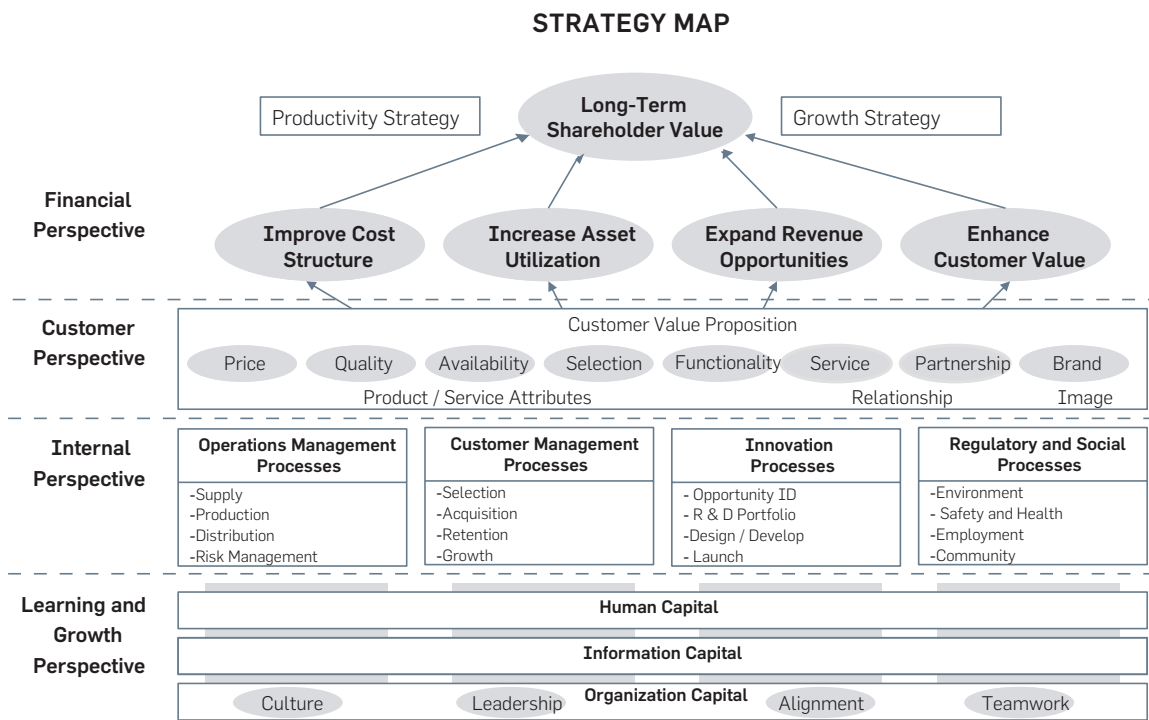 STRATEGY MAP
Productivity Strategy
Long-Term
Shareholder Value
Growth Strategy
Financial
Perspective
Improve Cost
Structure
Increase Asset
Utilization
Expand Revenue
Opportunities
Enhance
Customer Value
Customer
Perspective
Customer Value Proposition
Price
Quality
Availability
Selection
Functionality
Service
Partnership
Brand
Product / Service Attributes
Relationship
Image
Internal
Perspective
Operations Management
Processes
-Supply
-Production
-Distribution
-Risk Management
Customer Management
Processes
-Selection
-Acquisition
-Retention
-Growth
Innovation
Processes
- Opportunity ID
- R & D Portfolio
-Design / Develop
- Launch
Regulatory and Social
Processes
-Environment
- Safety and Health
-Employment
-Community
Learning and
Growth
Perspective
Human Capital
Information Capital
Organization Capital
Culture
Leadership
Alignment
Teamwork